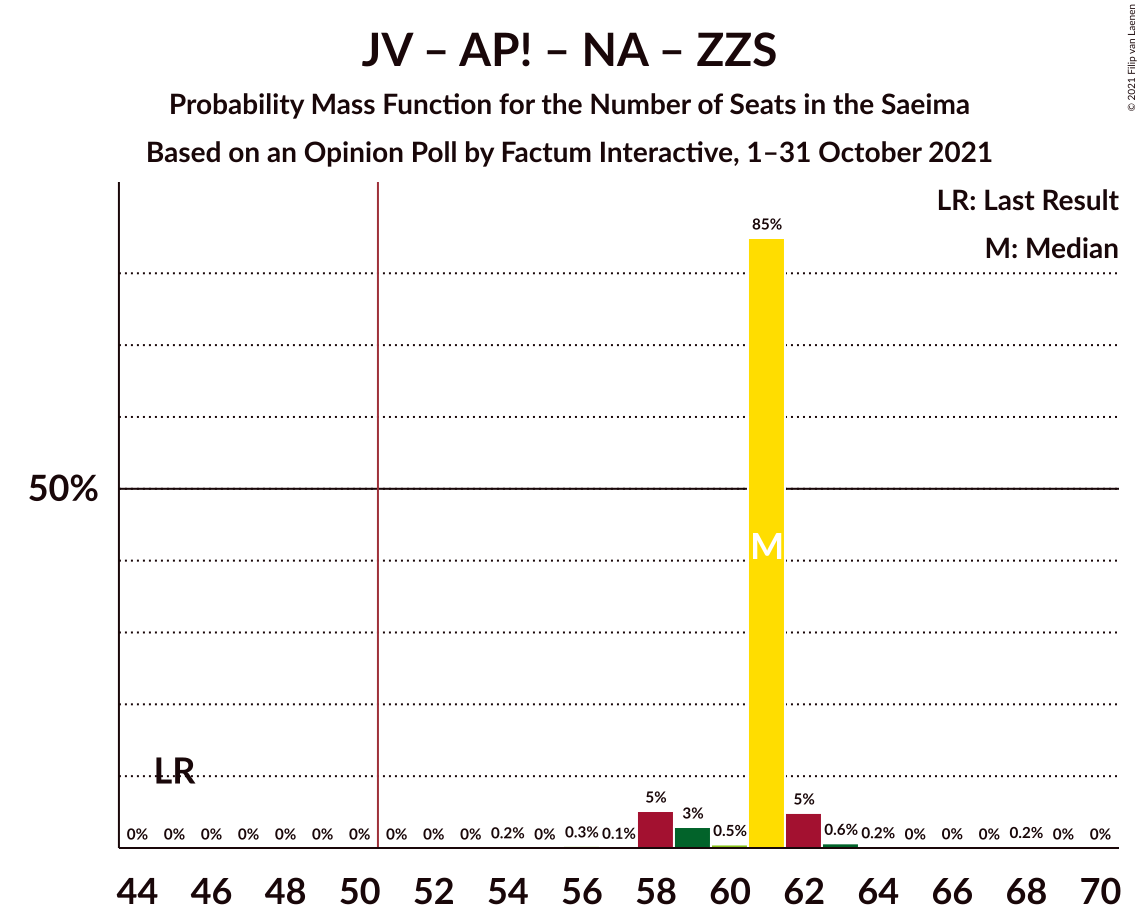 JV – AP! – NA – ZZS
Probability Mass Function for the Number of Seats in the Saeima
Based on an Opinion Poll by Factum Interactive, 1–31 October 2021
© 2021 Filip van Laenen
LR: Last Result
M: Median
85%
50%
M
LR
0% 0% 0% 0% 0% 0% 0% 0% 0% 0% 0.2% 0% 0.3% 0.1% 5% 3% 0.5% 5% 0.6% 0.2% 0% 0% 0% 0.2% 0% 0%
44 46 48 50 52 54 56 58 60 62 64 66 68 70